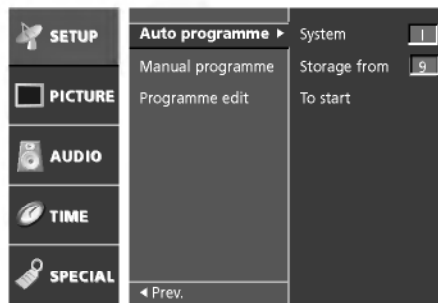 SETUP
PICTURE
AUDIO
TIME
SPECIAL
Auto programme ▶
Manual programme
Programme edit
◀ Prev.
System I
Storage from 9
To start